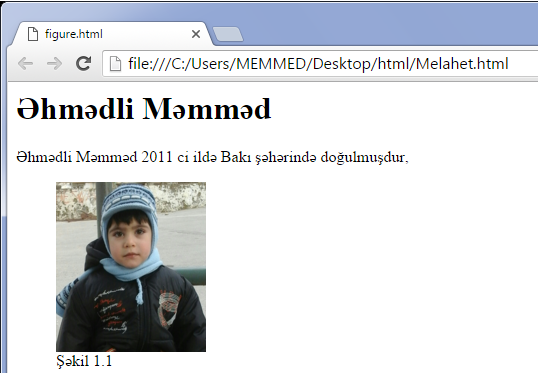 figure.html
file:///C:/Users/MEMMED/Desktop/html/Melahet.html
Əhmədli Məmməd
Əhmədli Məmməd 2011 ci ildə Bakı şəhərində doğulmuşdur,
Şəkil 1.1